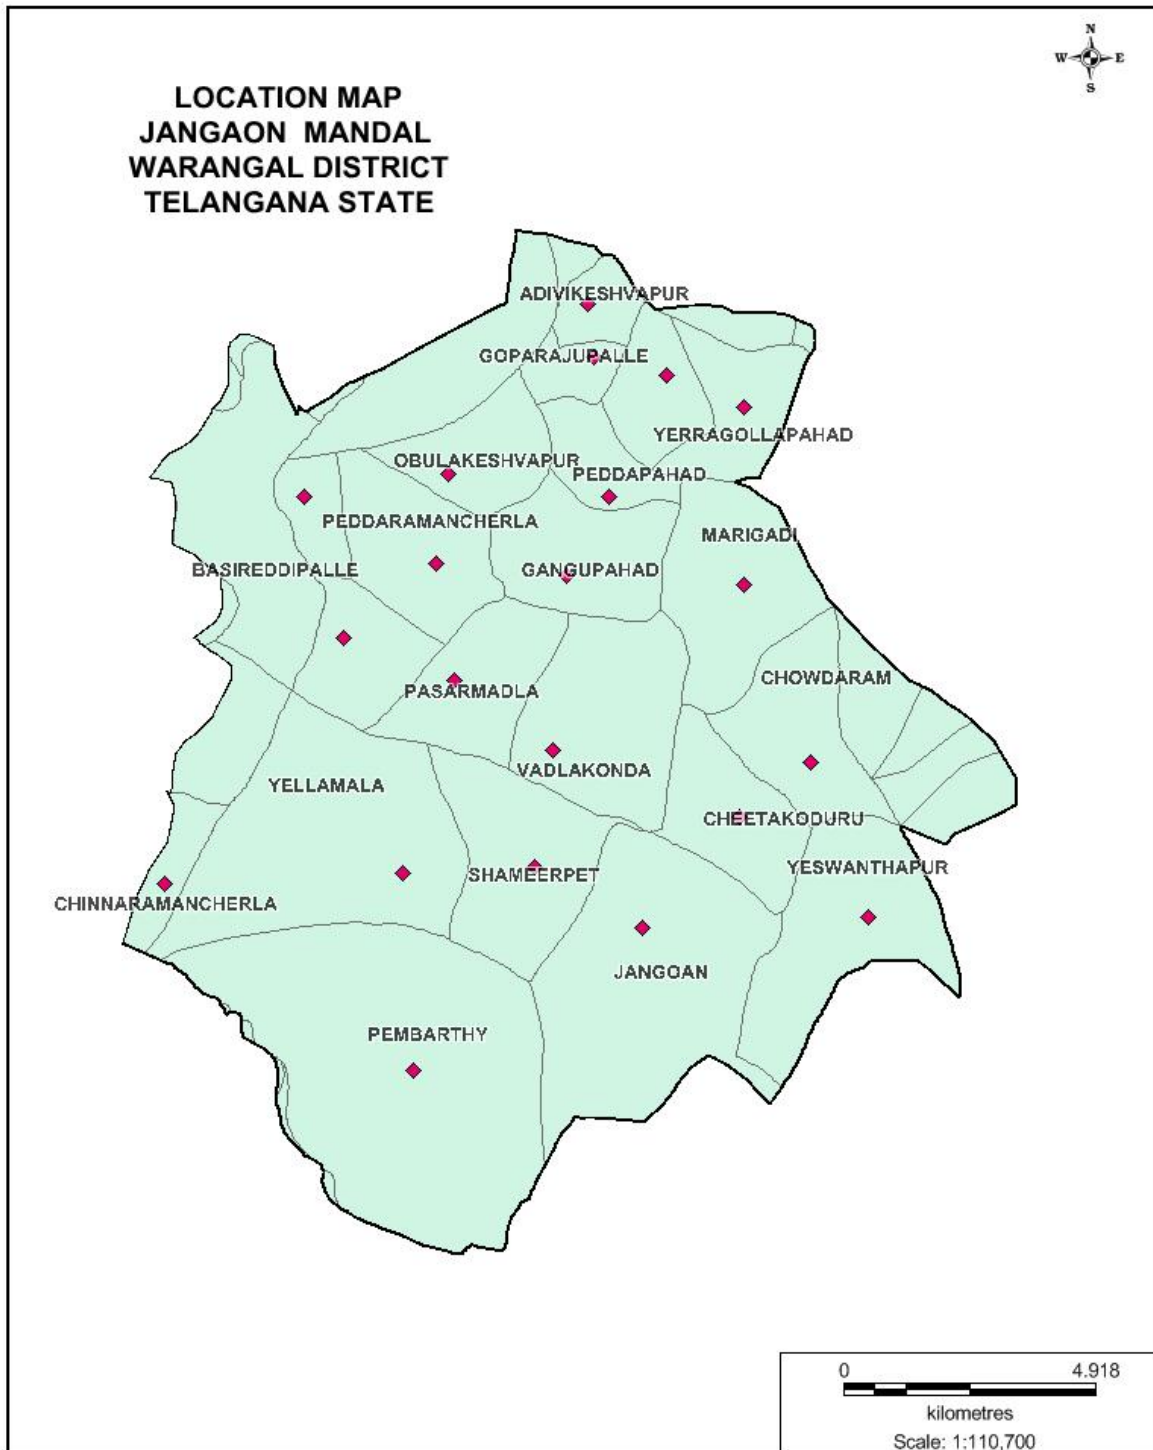 N
W E
S
LOCATION MAP
JANGAON MANDAL
WARANGAL DISTRICT
TELANGANA STATE
ADIVIKESHVAPUR
GOPARAJUPALLE
YERRAGOLLAPAHAD
OBULAKESHVAPUR
PEDDAPAHAD
PEDDARAMANCHERLA
MARIGADI
BASIREDDIPALLE
GANGUPAHAD
CHOWDARAM
PASARMADLA
VADLAKONDA
YELLAMALA
CHEETAKODURU
YESWANTHAPUR
SHAMEERPET
CHINNARAMANCHERLA
JANGOAN
PEMBARTHY
0 4.918
kilometres
Scale: 1:110,700